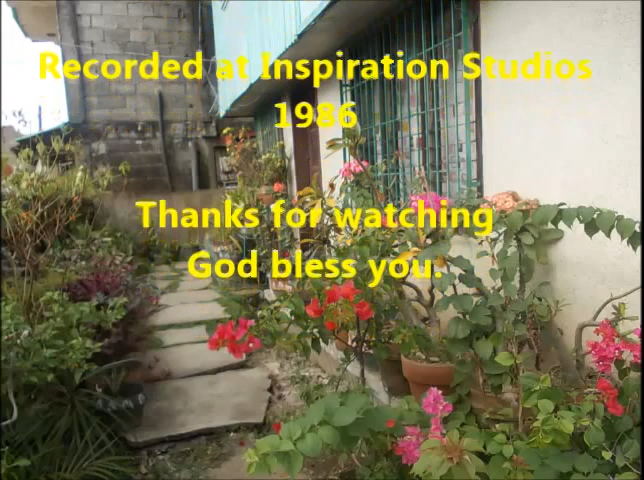 Recorded at Inspiration Studios
1986
Thanks for watching
God bless you.